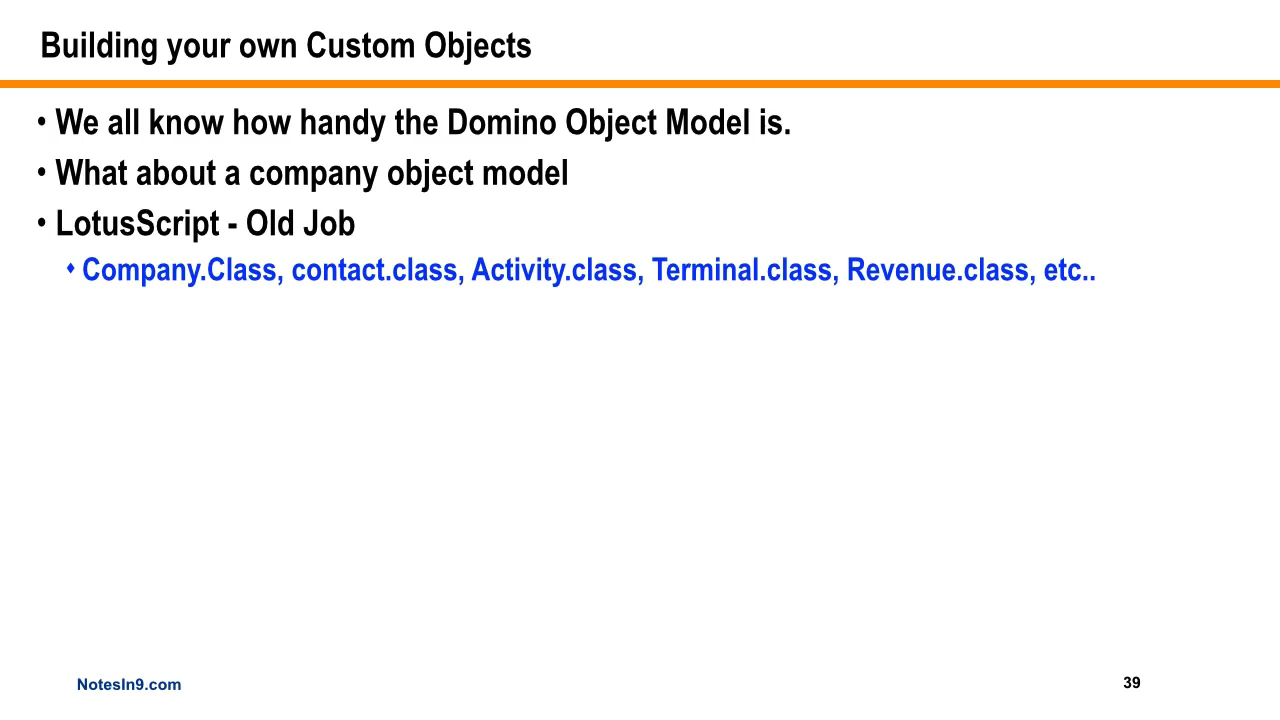 Building your own Custom Objects
• We all know how handy the Domino Object Model is.
• What about a company object model
• LotusScript - Old Job
♦ Company.Class, contact.class, Activity.class, Terminal.class, Revenue.class, etc..
NotesIn9.com
39